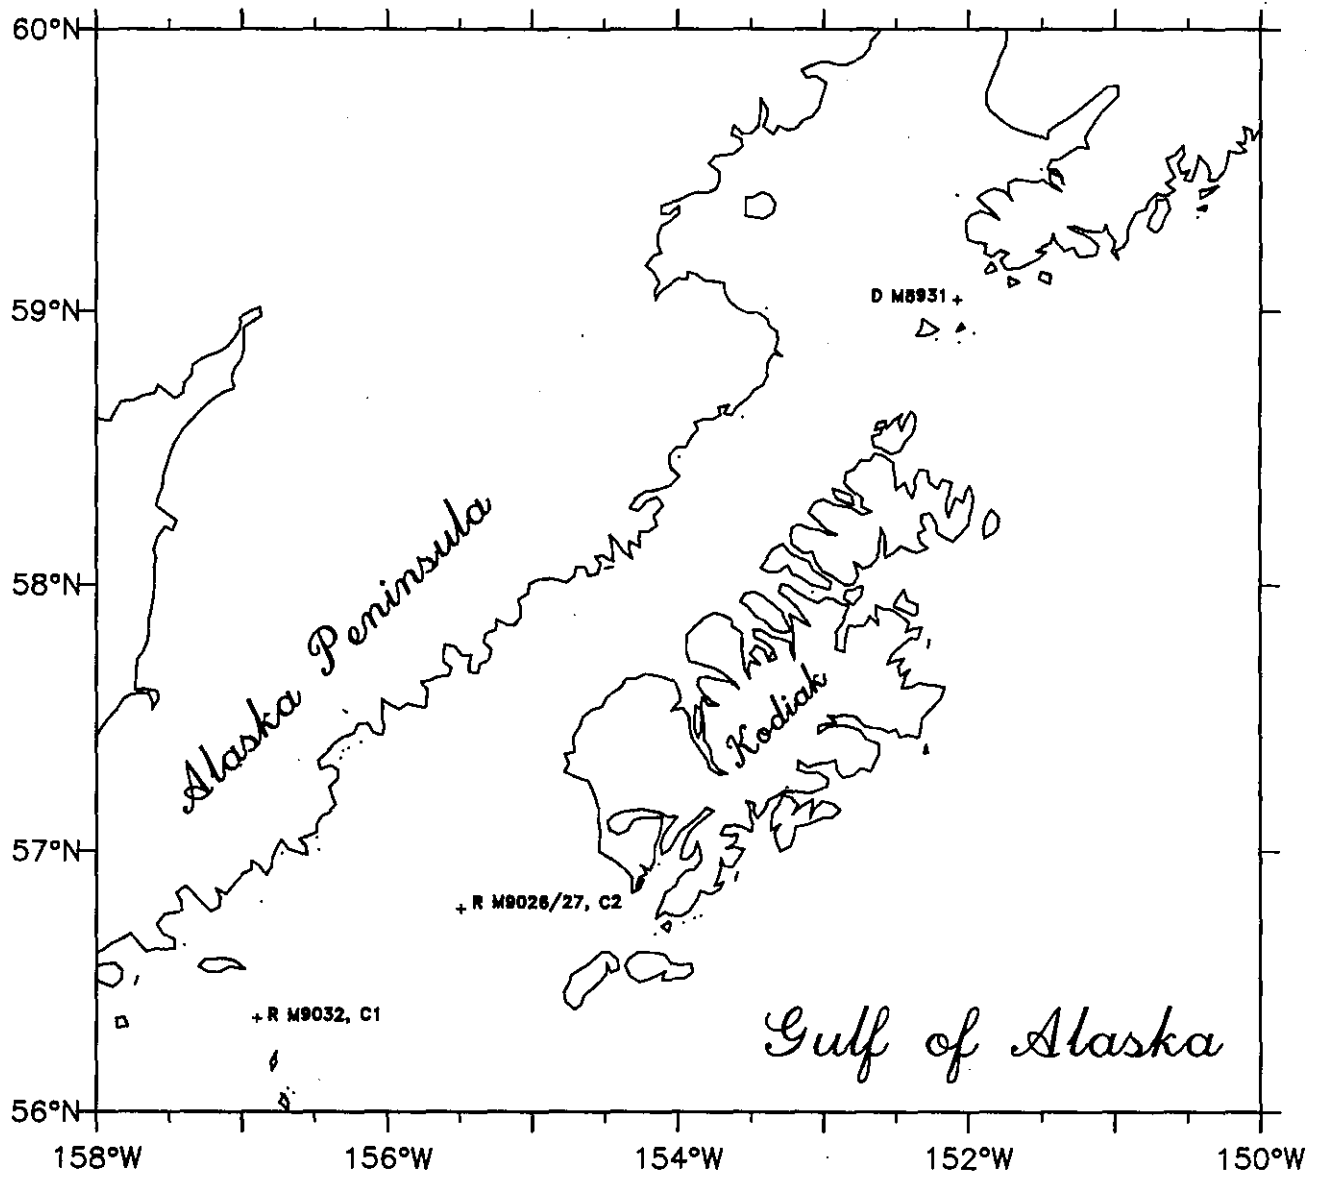 60°N
59°N
D M8931
58°N
Alaska Peninsula
Kodiak
57°N
R M9026/27, C2
R M9032, C1
Gulf of Alaska
56°N
158°W 156°W 154°W 152°W 150°W